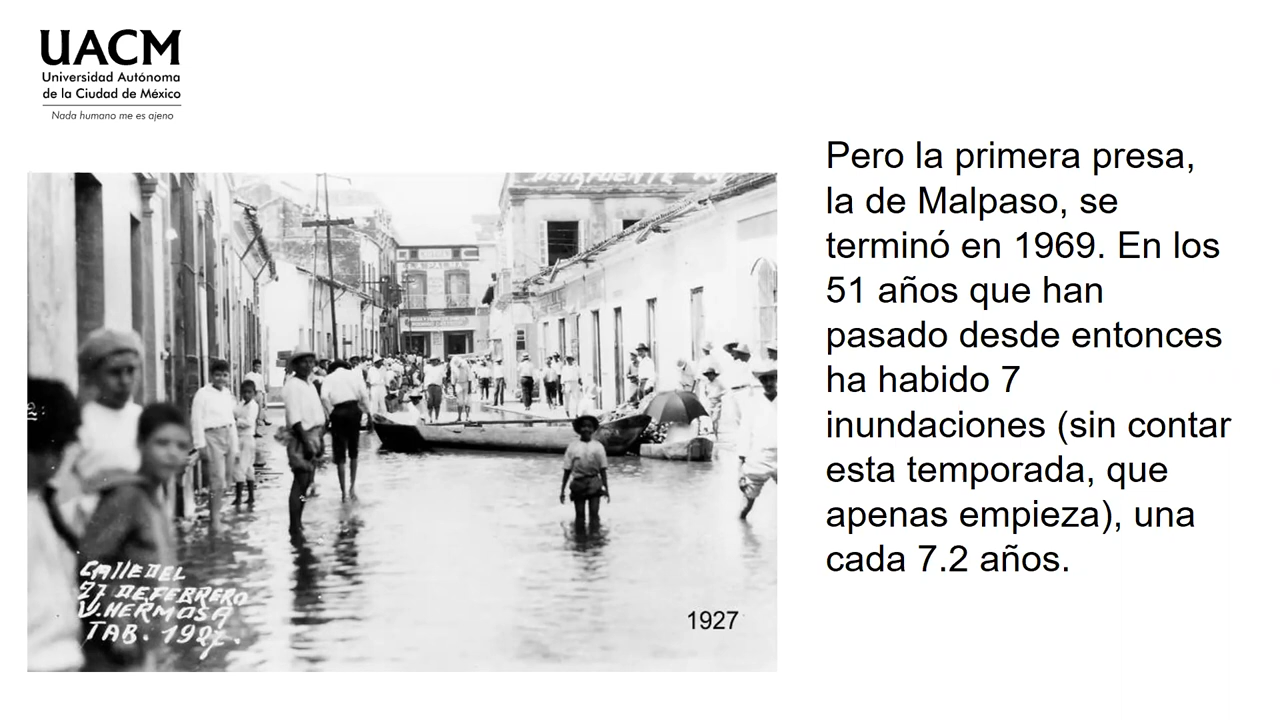 UACM
Universidad Autónoma
de la Ciudad de México
Nada humano me es ajeno
Pero la primera presa,
la de Malpaso, se
terminó en 1969. En los
51 años que han
pasado desde entonces
ha habido 7
inundaciones (sin contar
esta temporada, que
apenas empieza), una
cada 7.2 años.
CALLE DEL
27 DE FEBRERO
V. HERMOSA
TAB. 1927.
1927